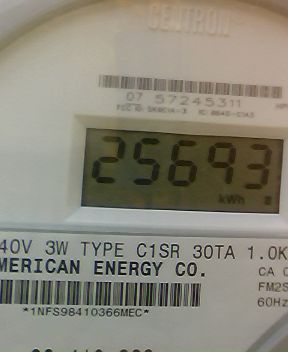 CENTRON
07 57245311
25693
kWh
40V 3W TYPE C1SR 30TA 1.0K
MERICAN ENERGY CO.
CA 0
FM2S
60Hz
*1NFS98410366MEC*